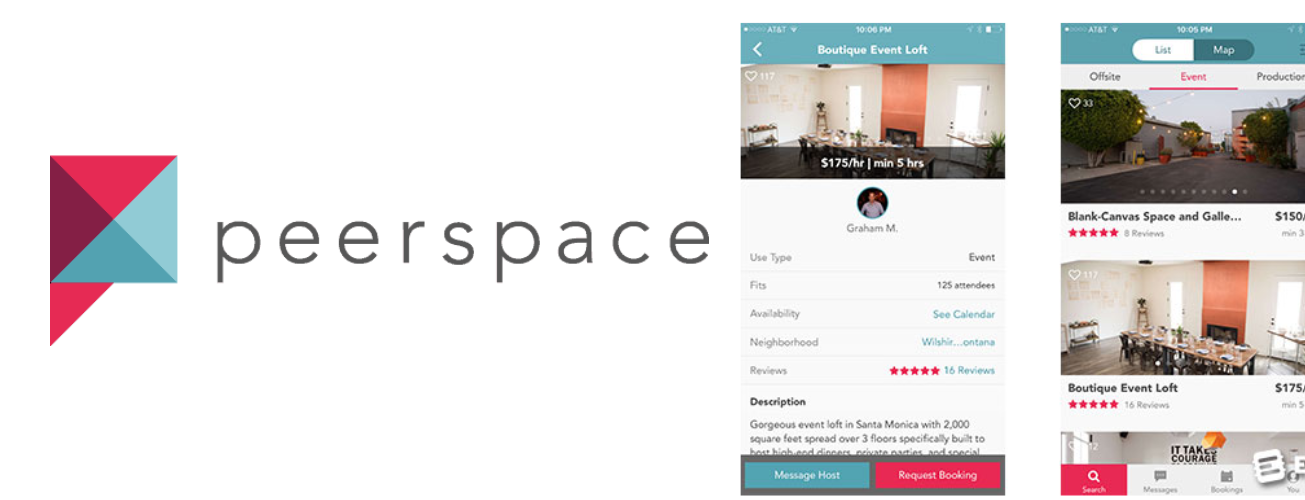 peerspace
AT&T 10:06 PM
Boutique Event Loft
117
$175/hr | min 5 hrs
Graham M.
Use Type Event
Fits 125 attendees
Availability See Calendar
Neighborhood Wilshir...ontana
Reviews 16 Reviews
Description
Gorgeous event loft in Santa Monica with 2,000
square feet spread over 3 floors specifically built to
host high-end dinners, private parties, and special
Message Host Request Booking
AT&T 10:05 PM
List Map
Offsite Event Production
33
Blank-Canvas Space and Galle... $150/
8 Reviews min 3
117
Boutique Event Loft $175/
16 Reviews min 5
12
IT TAKES
COURAGE
Search Messages Bookings You